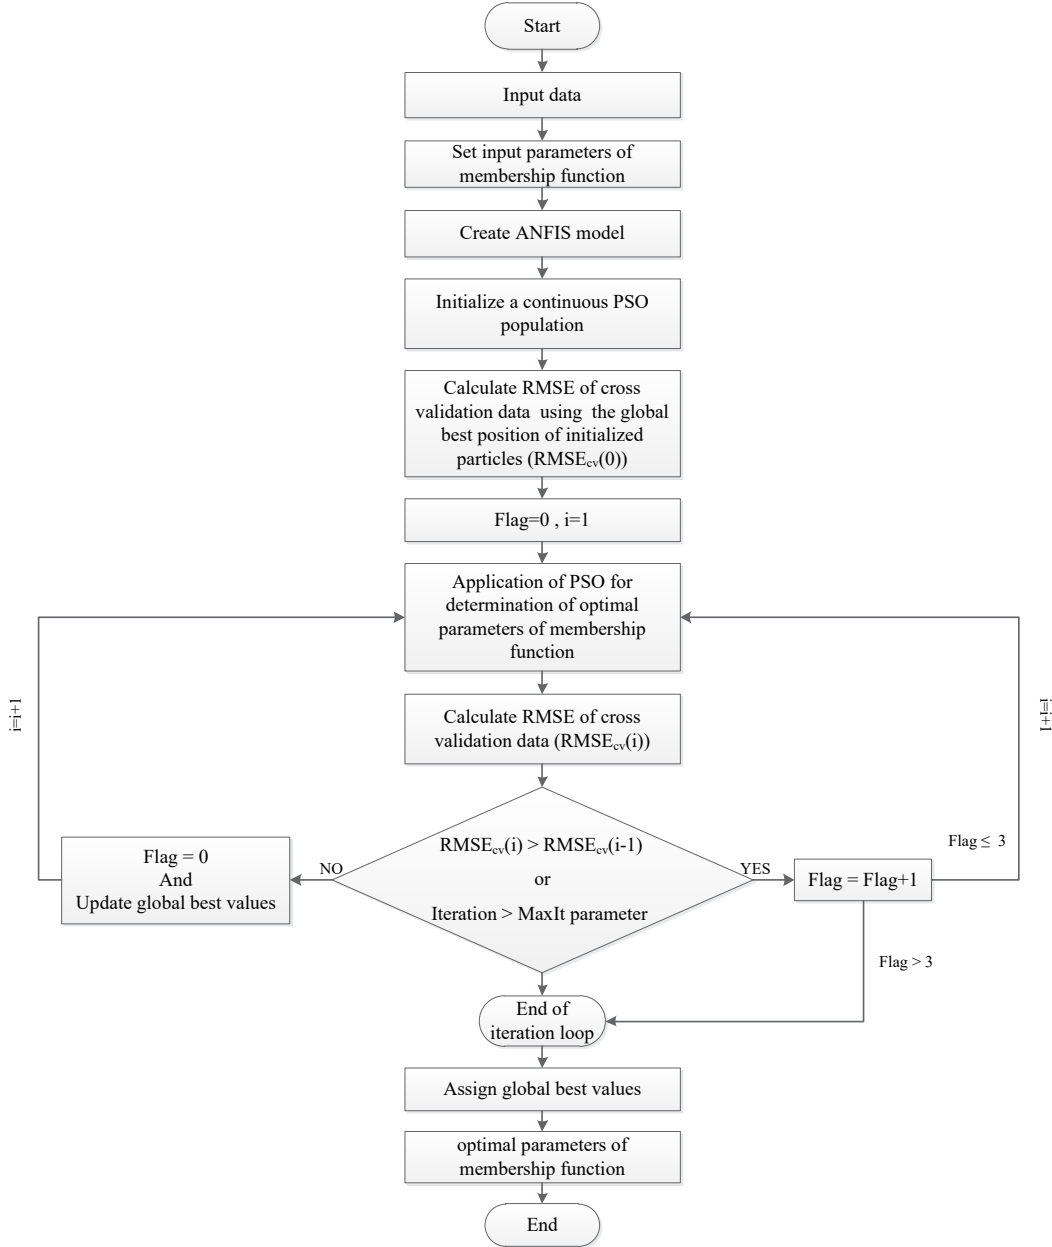 Start
Input data
Set input parameters of
membership function
Create ANFIS model
Initialize a continuous PSO
population
Calculate RMSE of cross
validation data using the global
best position of initialized
particles (RMSEcv(0))
Flag=0 , i=1
Application of PSO for
determination of optimal
parameters of membership
function
i=i+1
i=i+1
Calculate RMSE of cross
validation data (RMSEcv(i))
RMSEcv(i) > RMSEcv(i-1)
or
Iteration > MaxIt parameter
NO
YES
Flag = 0
And
Update global best values
Flag = Flag+1
Flag ≤ 3
Flag > 3
End of
iteration loop
Assign global best values
optimal parameters of
membership function
End